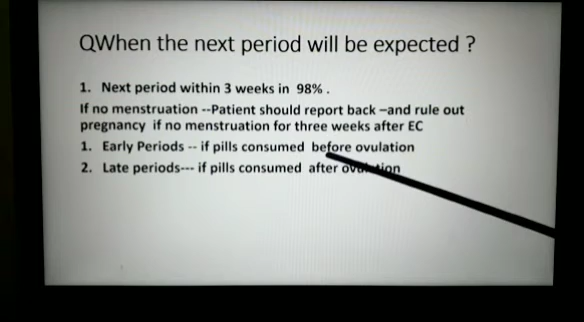 QWhen the next period will be expected ?
1. Next period within 3 weeks in 98% .
If no menstruation --Patient should report back –and rule out
pregnancy if no menstruation for three weeks after EC
1. Early Periods -- if pills consumed before ovulation
2. Late periods--- if pills consumed after ovulation